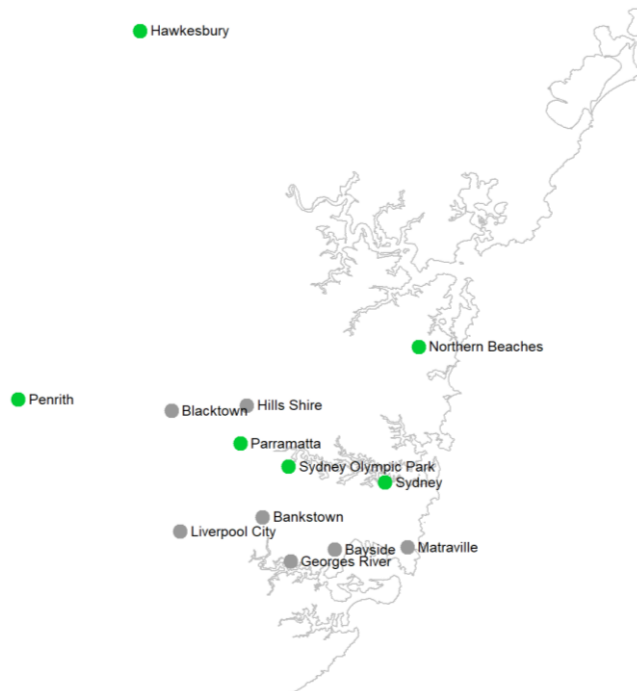 Hawkesbury
Northern Beaches
Penrith
Hills Shire
Blacktown
Parramatta
Sydney Olympic Park
Sydney
Bankstown
Liverpool City
Bayside
Matraville
Georges River